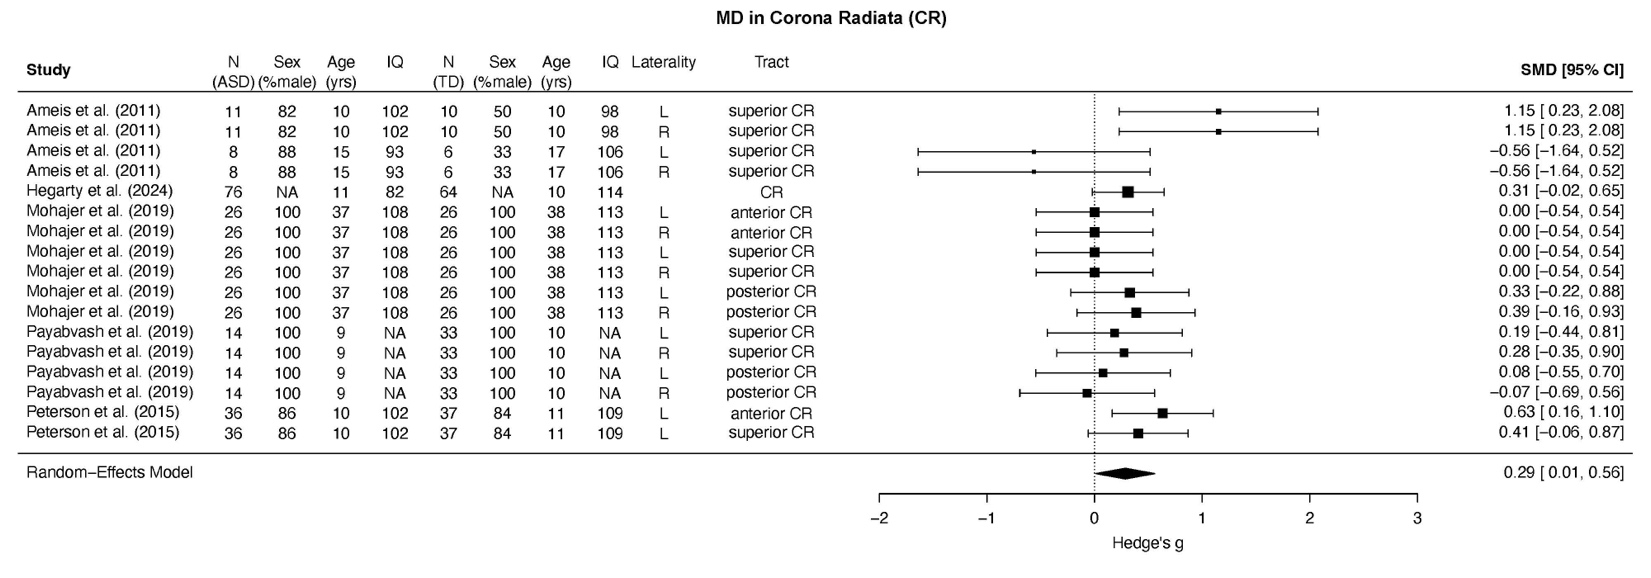 MD in Corona Radiata (CR)
Study N (ASD) Sex (%male) Age (yrs) IQ N (TD) Sex (%male) Age (yrs) IQ Laterality Tract SMD [95% CI]
Ameis et al. (2011) 11 82 10 102 10 50 10 98 L superior CR 1.15 [ 0.23, 2.08]
Ameis et al. (2011) 11 82 10 102 10 50 10 98 R superior CR 1.15 [ 0.23, 2.08]
Ameis et al. (2011) 8 88 15 93 6 33 17 106 L superior CR −0.56 [−1.64, 0.52]
Ameis et al. (2011) 8 88 15 93 6 33 17 106 R superior CR −0.56 [−1.64, 0.52]
Hegarty et al. (2024) 76 NA 11 82 64 NA 10 114 CR 0.31 [−0.02, 0.65]
Mohajer et al. (2019) 26 100 37 108 26 100 38 113 L anterior CR 0.00 [−0.54, 0.54]
Mohajer et al. (2019) 26 100 37 108 26 100 38 113 R anterior CR 0.00 [−0.54, 0.54]
Mohajer et al. (2019) 26 100 37 108 26 100 38 113 L superior CR 0.00 [−0.54, 0.54]
Mohajer et al. (2019) 26 100 37 108 26 100 38 113 R superior CR 0.00 [−0.54, 0.54]
Mohajer et al. (2019) 26 100 37 108 26 100 38 113 L posterior CR 0.33 [−0.22, 0.88]
Mohajer et al. (2019) 26 100 37 108 26 100 38 113 R posterior CR 0.39 [−0.16, 0.93]
Payabvash et al. (2019) 14 100 9 NA 33 100 10 NA L superior CR 0.19 [−0.44, 0.81]
Payabvash et al. (2019) 14 100 9 NA 33 100 10 NA R superior CR 0.28 [−0.35, 0.90]
Payabvash et al. (2019) 14 100 9 NA 33 100 10 NA L posterior CR 0.08 [−0.55, 0.70]
Payabvash et al. (2019) 14 100 9 NA 33 100 10 NA R posterior CR −0.07 [−0.69, 0.56]
Peterson et al. (2015) 36 86 10 102 37 84 11 109 L anterior CR 0.63 [ 0.16, 1.10]
Peterson et al. (2015) 36 86 10 102 37 84 11 109 L superior CR 0.41 [−0.06, 0.87]
Random−Effects Model 0.29 [ 0.01, 0.56]
−2 −1 0 1 2 3
Hedge's g